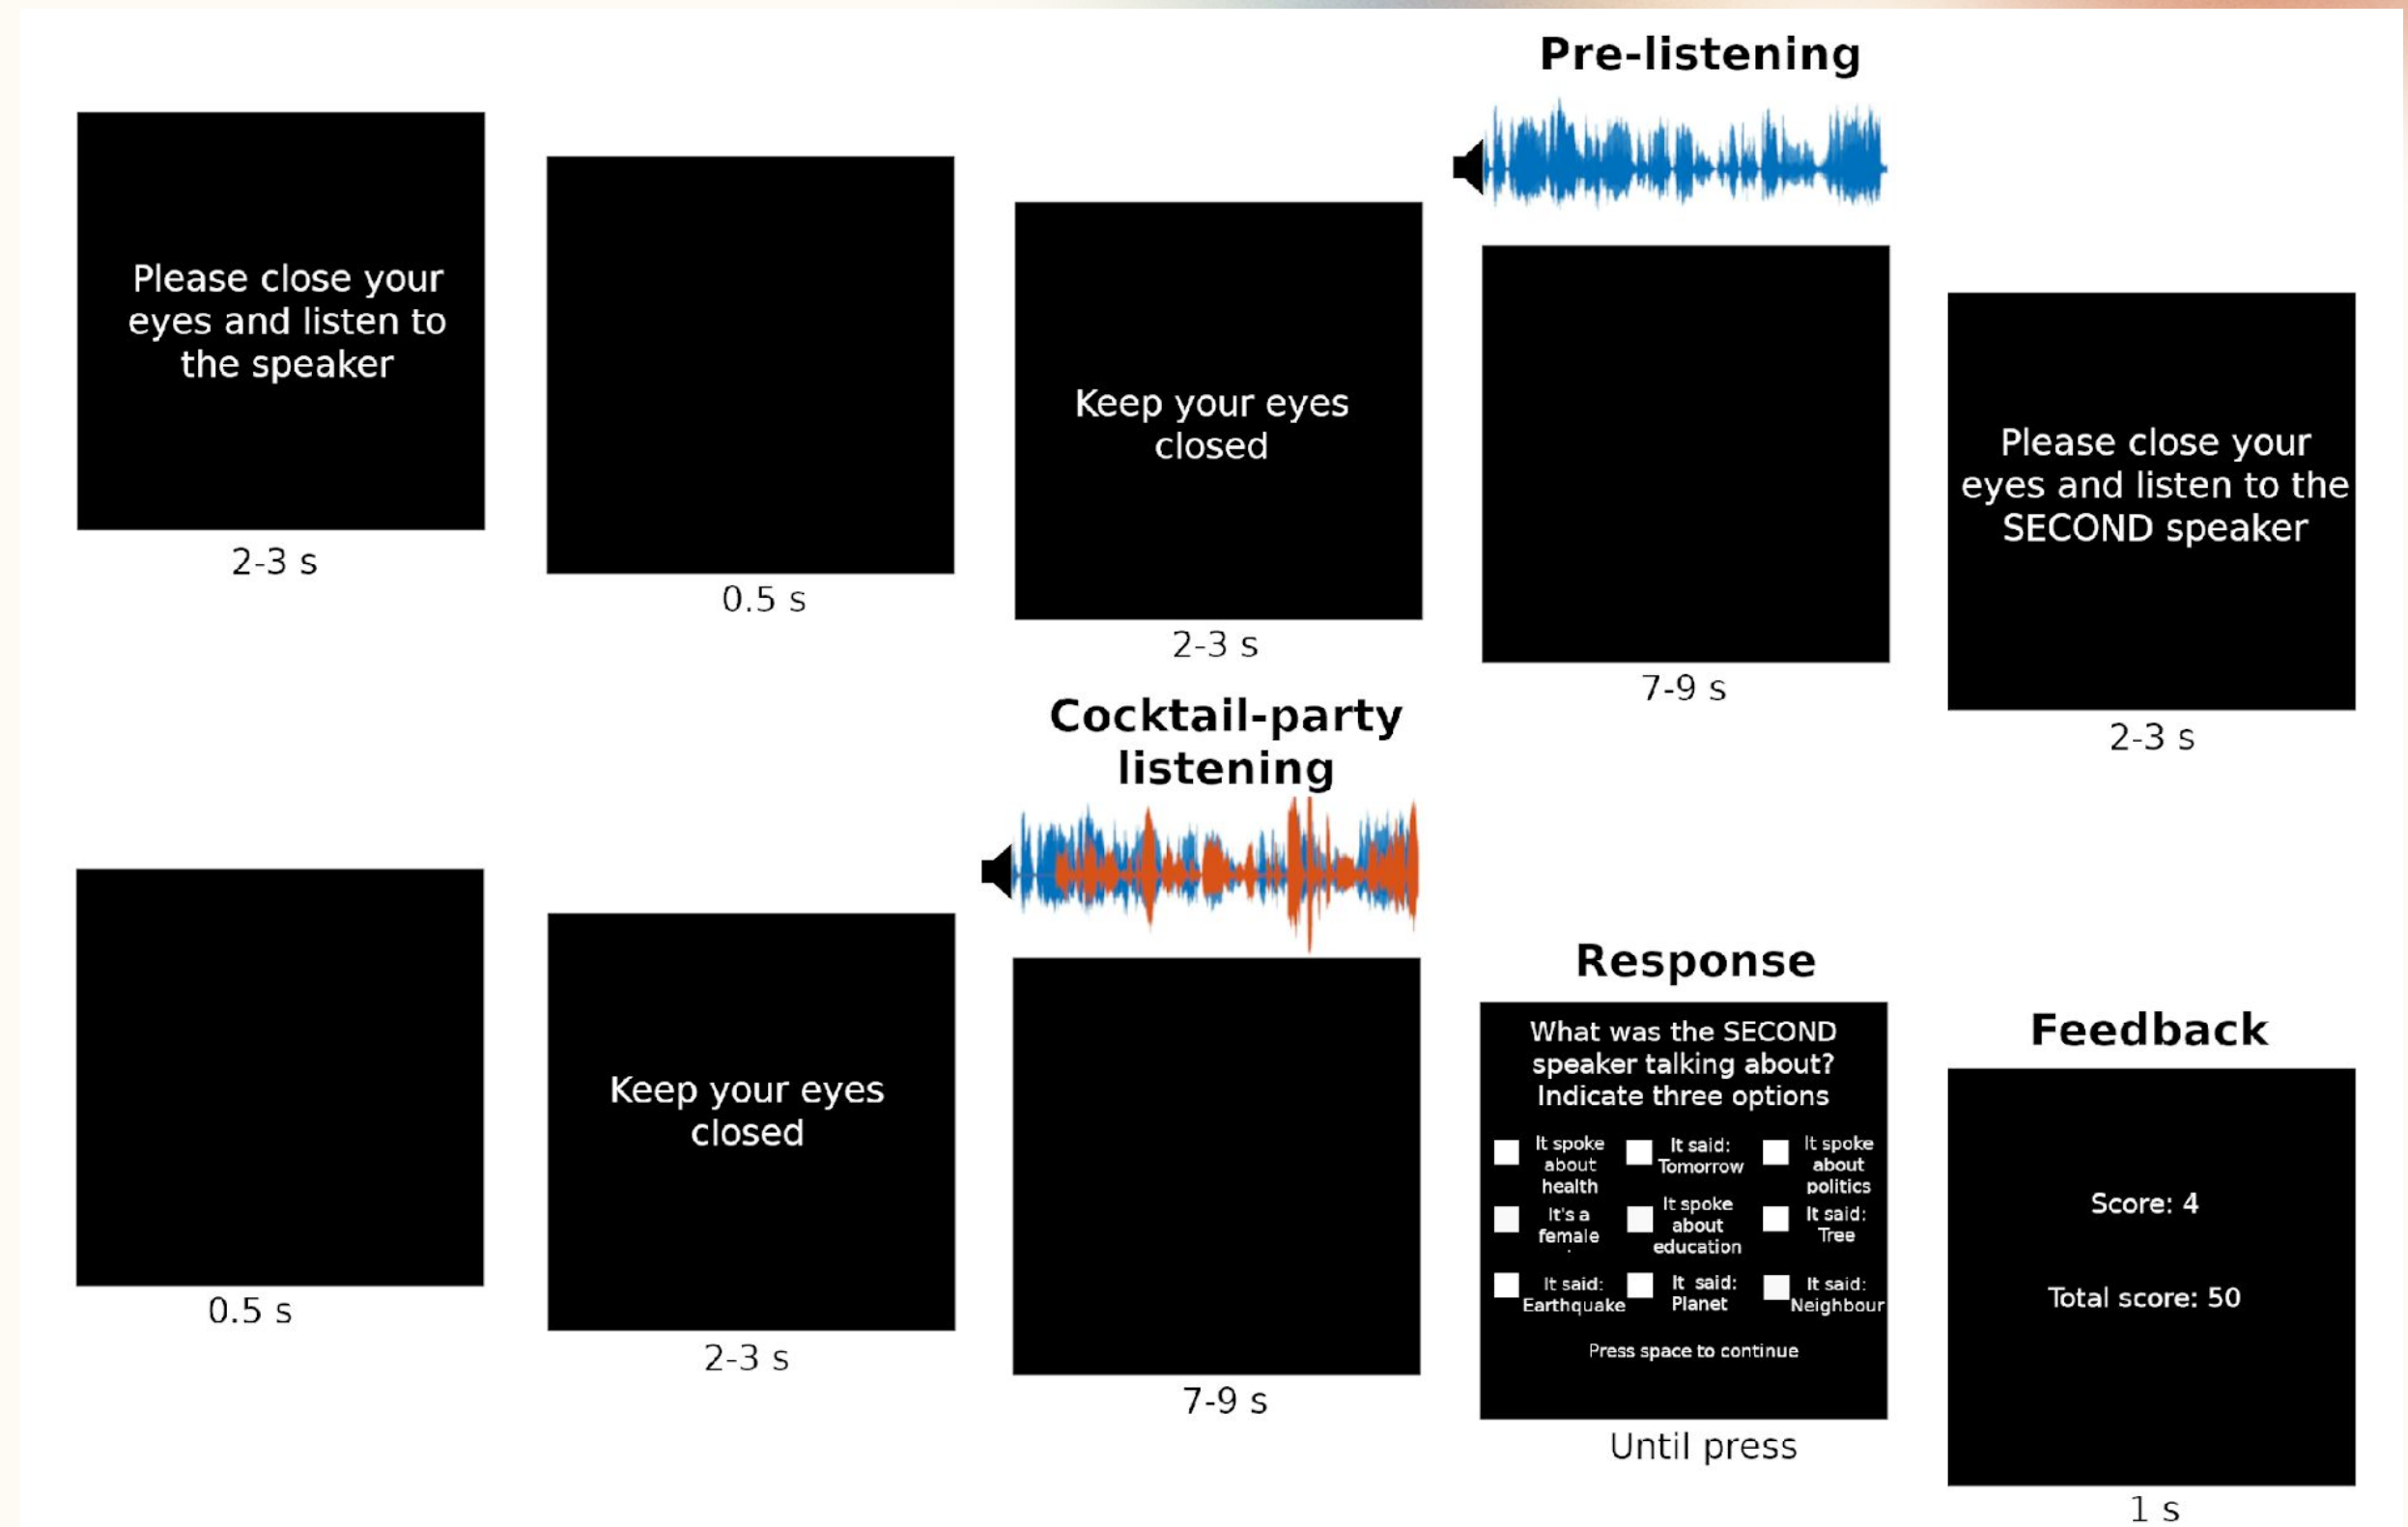 Please close your
eyes and listen to
the speaker
2-3 s
0.5 s
Keep your eyes
closed
2-3 s
Pre-listening
7-9 s
Please close your
eyes and listen to the
SECOND speaker
2-3 s
0.5 s
Keep your eyes
closed
2-3 s
Cocktail-party
listening
7-9 s
Response
What was the SECOND
speaker talking about?
Indicate three options
It spoke
about
health
It said:
Tomorrow
It spoke
about
politics
It's a
female
.
It spoke
about
education
It said:
Tree
It said:
Earthquake
It said:
Planet
It said:
Neighbour
Press space to continue
Until press
Feedback
Score: 4
Total score: 50
1 s